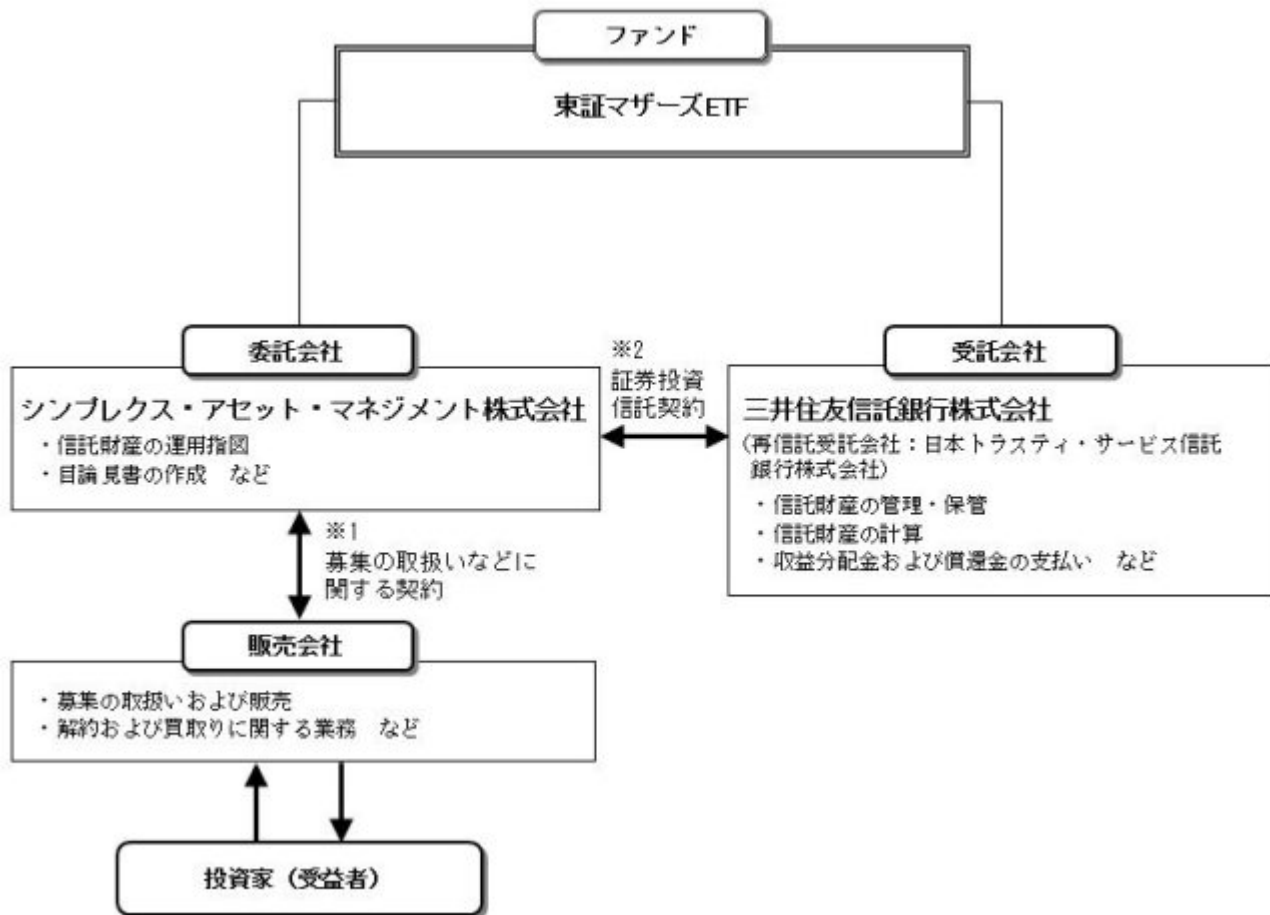 ファンド
東証マザーズETF
委託会社
シンプレクス・アセット・マネジメント株式会社
・信託財産の運用指図
・目論見書の作成　など
※2
証券投資
信託契約
受託会社
三井住友信託銀行株式会社
(再信託受託会社：日本トラスティ・サービス信託
銀行株式会社)
・信託財産の管理・保管
・信託財産の計算
・収益分配金および償還金の支払い　など
※1
募集の取扱いなどに
関する契約
販売会社
・募集の取扱いおよび販売
・解約および買取りに関する業務　など
投資家（受益者）